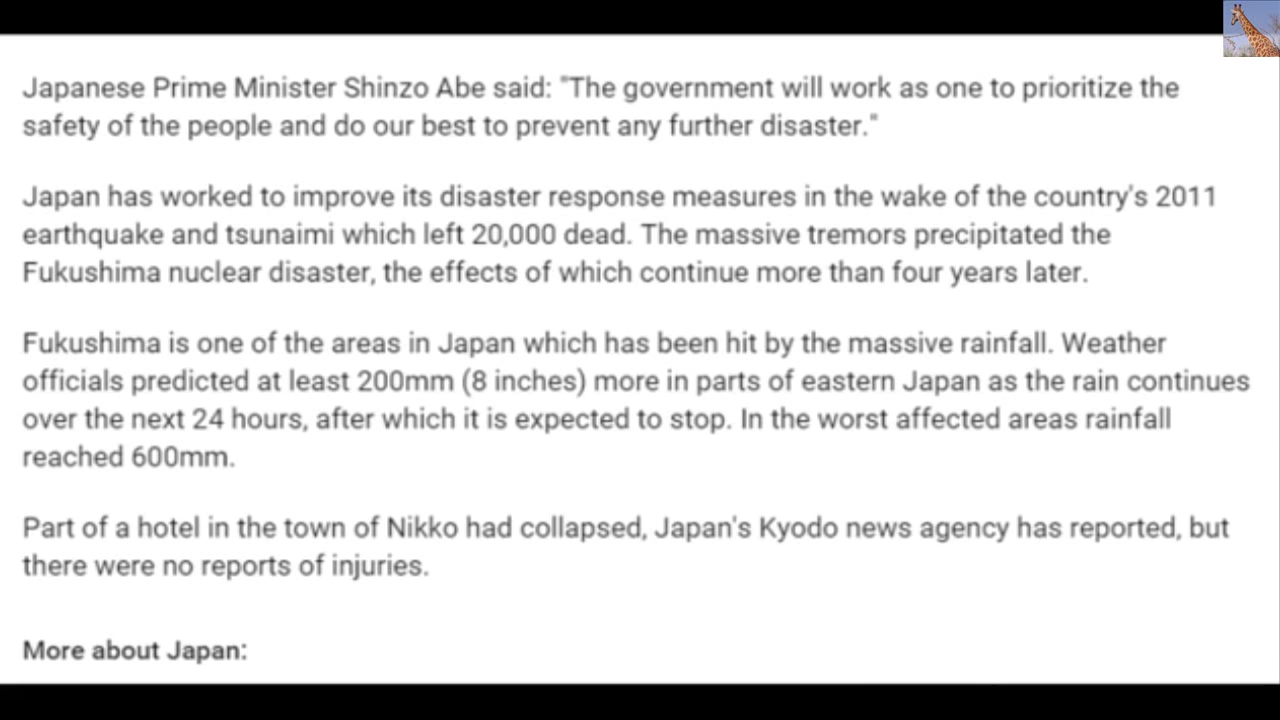 Japanese Prime Minister Shinzo Abe said: "The government will work as one to prioritize the
safety of the people and do our best to prevent any further disaster."
Japan has worked to improve its disaster response measures in the wake of the country's 2011
earthquake and tsunaimi which left 20,000 dead. The massive tremors precipitated the
Fukushima nuclear disaster, the effects of which continue more than four years later.
Fukushima is one of the areas in Japan which has been hit by the massive rainfall. Weather
officials predicted at least 200mm (8 inches) more in parts of eastern Japan as the rain continues
over the next 24 hours, after which it is expected to stop. In the worst affected areas rainfall
reached 600mm.
Part of a hotel in the town of Nikko had collapsed, Japan's Kyodo news agency has reported, but
there were no reports of injuries.
More about Japan: